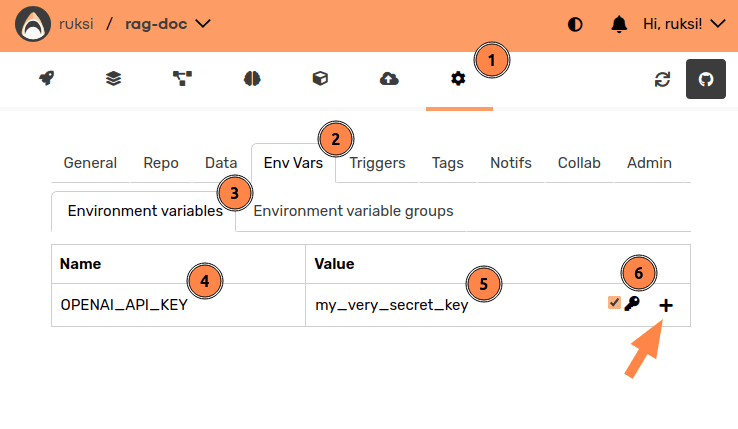 ruksi / rag-doc Hi, ruksi!
1
2
General Repo Data Env Vars Triggers Tags Notifs Collab Admin
3
Environment variables Environment variable groups
Name Value
4 5 6
OPENAI_API_KEY my_very_secret_key